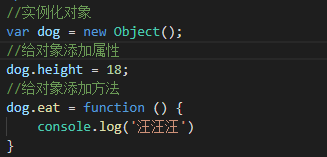 //实例化对象
var dog = new Object();
//给对象添加属性
dog.height = 18;
//给对象添加方法
dog.eat = function () {
    console.log('汪汪汪')
}